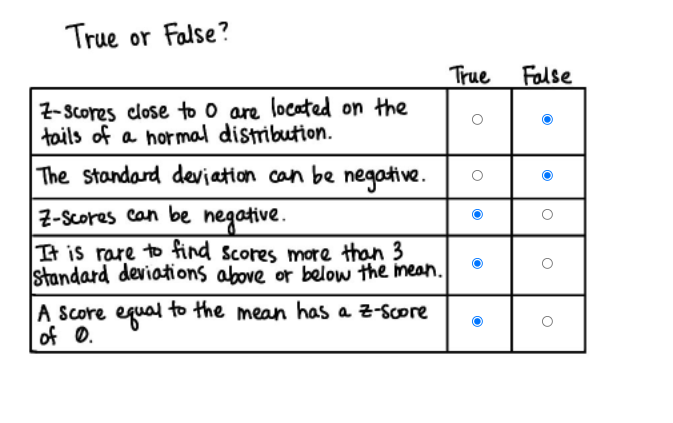 True or False?
True False
Z-scores close to 0 are located on the
tails of a normal distribution.
The standard deviation can be negative.
Z-scores can be negative.
It is rare to find scores more than 3
standard deviations above or below the mean.
A score equal to the mean has a z-score
of 0.